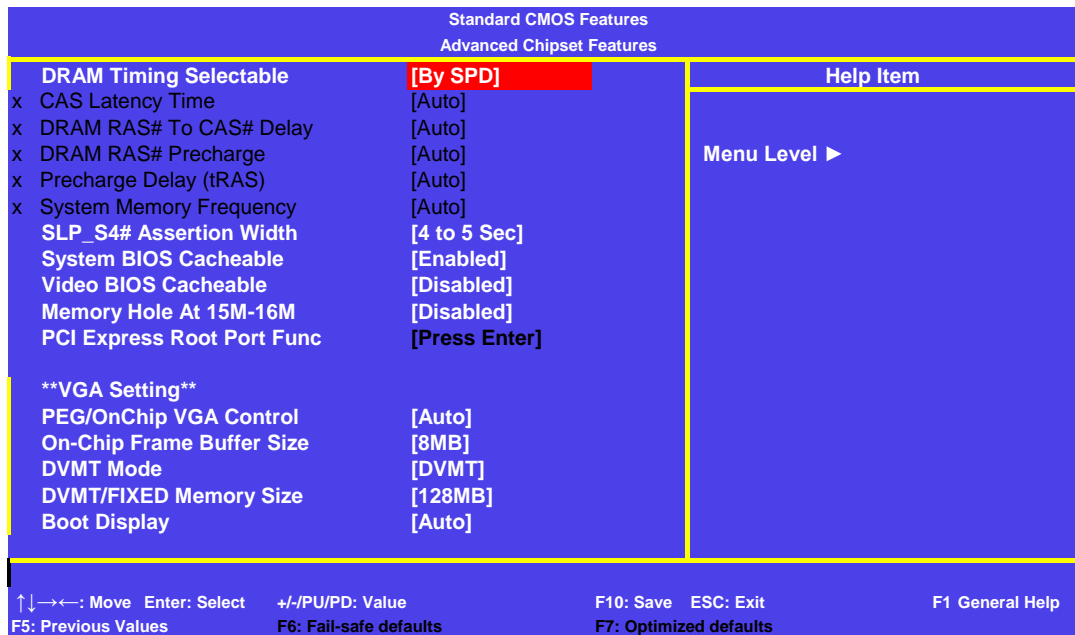 Standard CMOS Features
Advanced Chipset Features
DRAM Timing Selectable [By SPD] Help Item
x CAS Latency Time [Auto]
x DRAM RAS# To CAS# Delay [Auto]
x DRAM RAS# Precharge [Auto] Menu Level ►
x Precharge Delay (tRAS) [Auto]
x System Memory Frequency [Auto]
SLP_S4# Assertion Width [4 to 5 Sec]
System BIOS Cacheable [Enabled]
Video BIOS Cacheable [Disabled]
Memory Hole At 15M-16M [Disabled]
PCI Express Root Port Func [Press Enter]
**VGA Setting**
PEG/OnChip VGA Control [Auto]
On-Chip Frame Buffer Size [8MB]
DVMT Mode [DVMT]
DVMT/FIXED Memory Size [128MB]
Boot Display [Auto]
↑↓→←: Move Enter: Select +/-/PU/PD: Value F10: Save ESC: Exit F1 General Help
F5: Previous Values F6: Fail-safe defaults F7: Optimized defaults